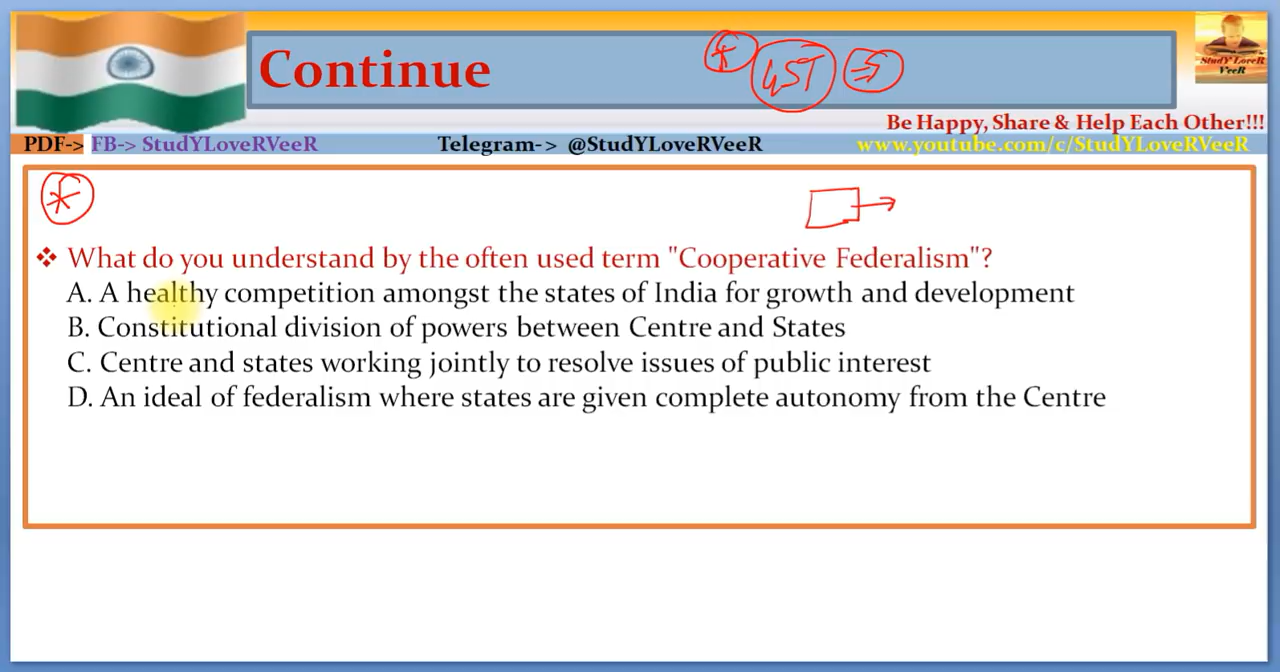 Continue
GST
StudY LoveR
VeeR
Be Happy, Share & Help Each Other!!!
PDF-> FB-> StudYLoveRVeeR Telegram-> @StudYLoveRVeeR www.youtube.com/c/StudYLoveRVeeR
❖ What do you understand by the often used term "Cooperative Federalism"?
A. A healthy competition amongst the states of India for growth and development
B. Constitutional division of powers between Centre and States
C. Centre and states working jointly to resolve issues of public interest
D. An ideal of federalism where states are given complete autonomy from the Centre